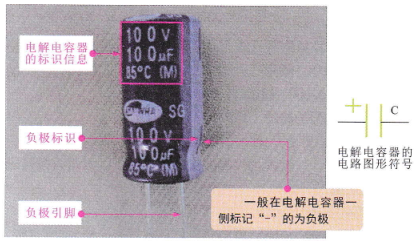 电解电容器
的标识信息
100V
100μF
85℃ (M)
SG
负极标识
100V
100μF
85℃ (M)
负极引脚
C
电解电容器的
电路图形符号
一般在电解电容器一
侧标记“-”的为负极